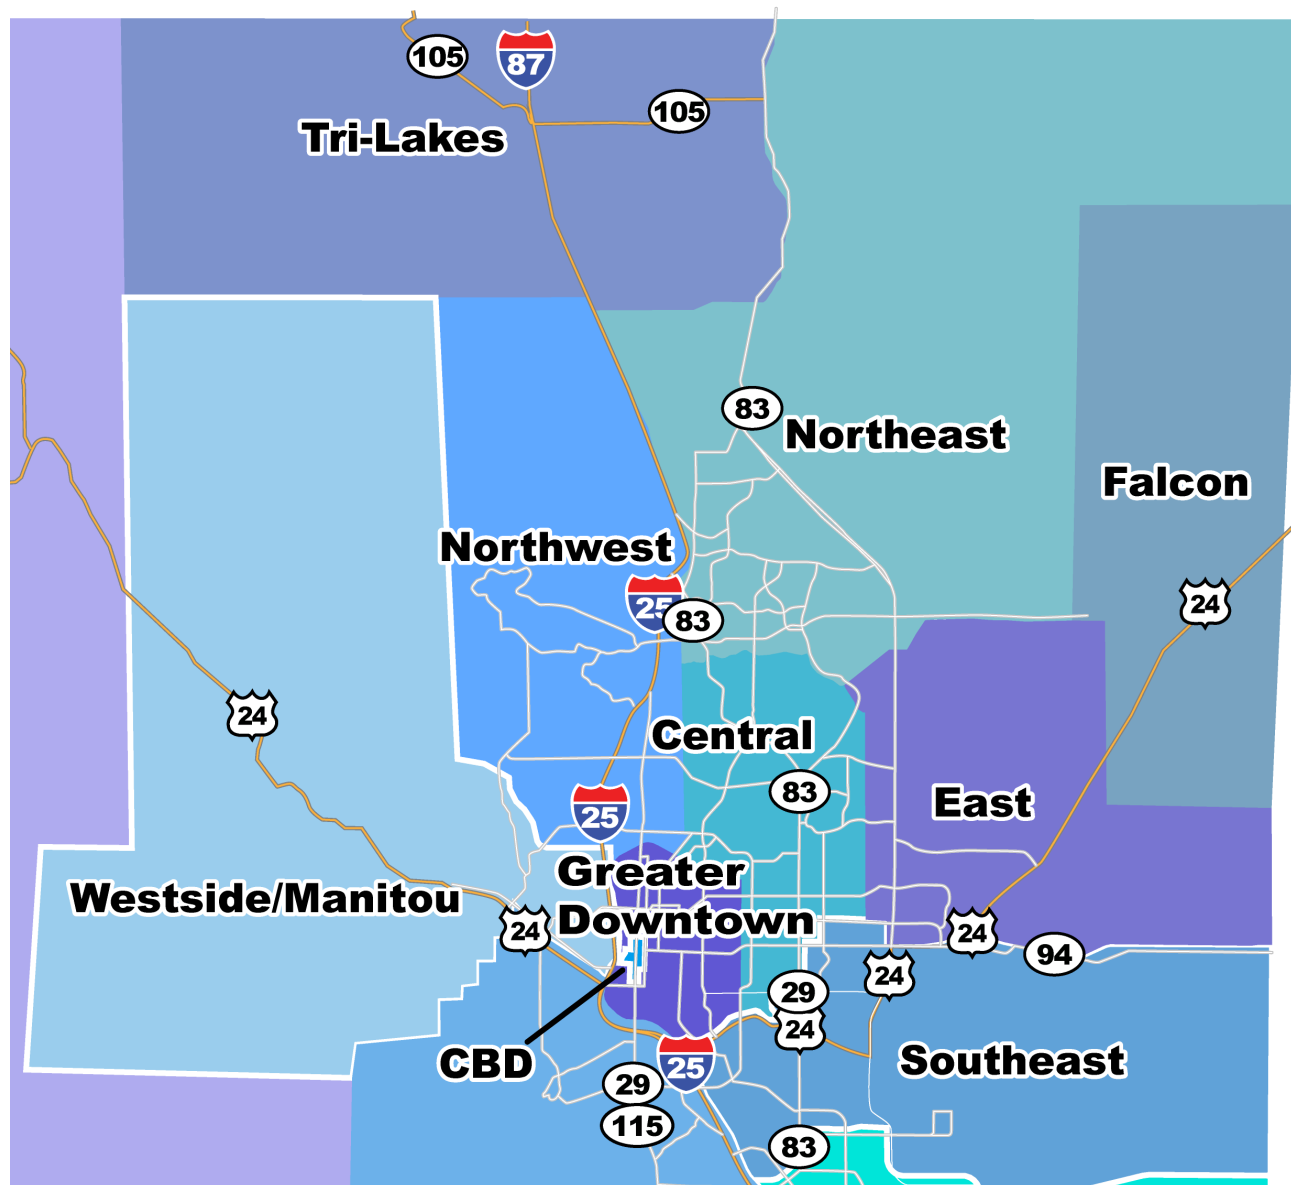 105
87
105
Tri-Lakes
83
Northeast
Falcon
Northwest
25
83
24
24
Central
83
25
East
Greater
Downtown
Westside/Manitou
24
24
94
24
29
24
CBD
25
Southeast
29
115
83